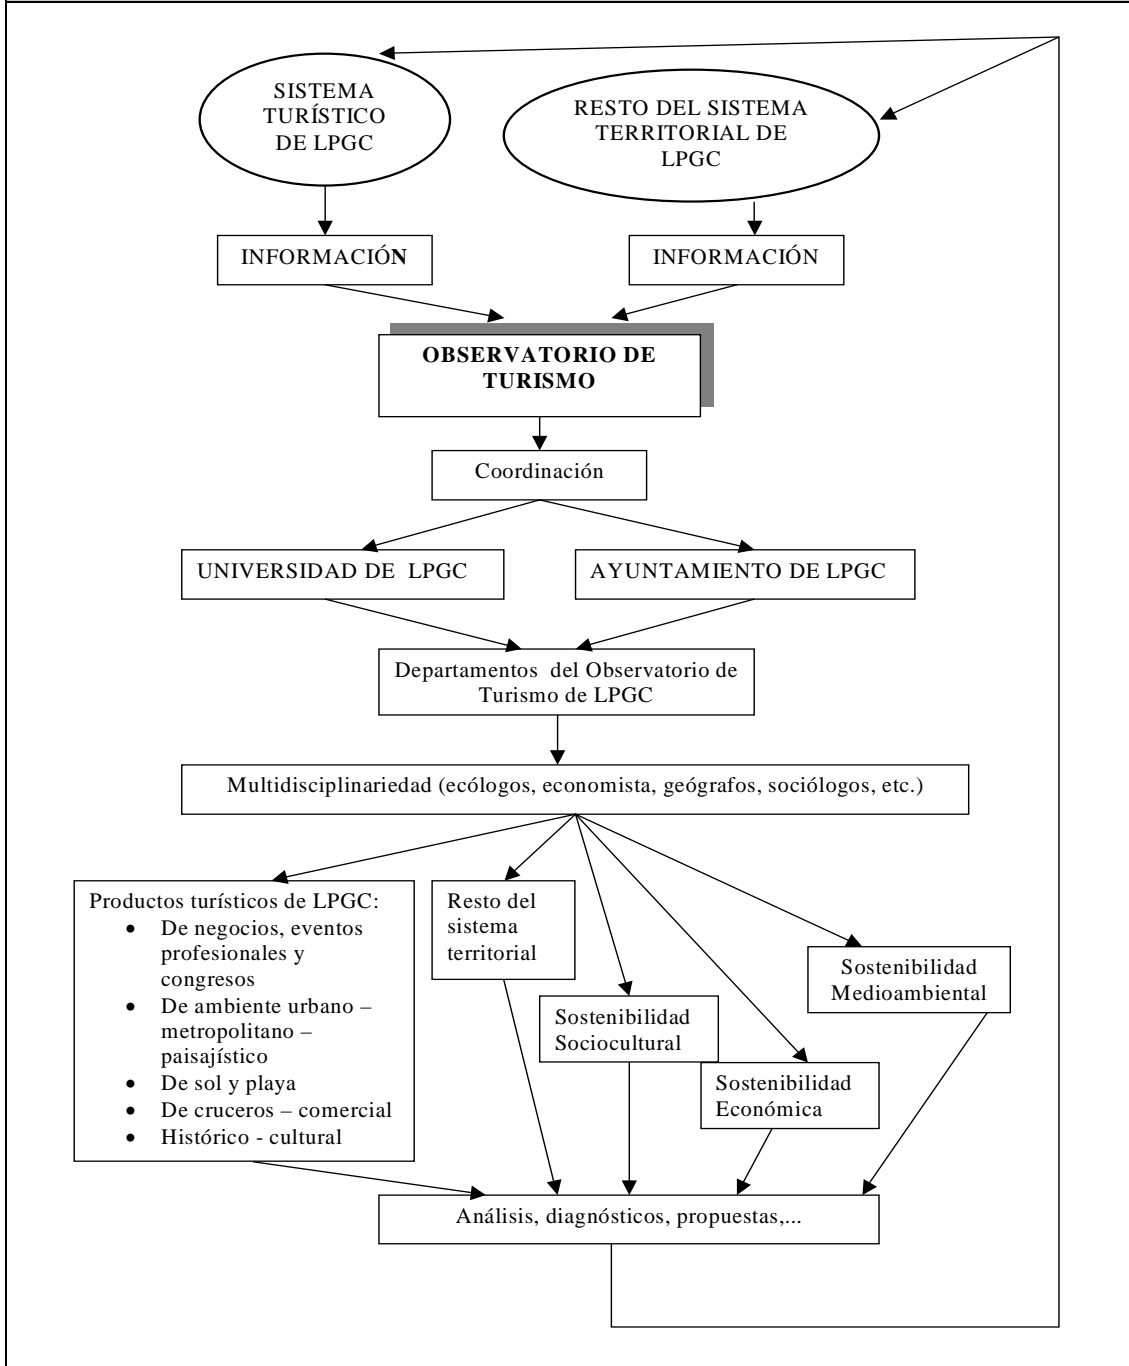 SISTEMA
TURÍSTICO
DE LPGC
RESTO DEL SISTEMA
TERRITORIAL DE
LPGC
INFORMACIÓN
INFORMACIÓN
OBSERVATORIO DE
TURISMO
Coordinación
UNIVERSIDAD DE LPGC
AYUNTAMIENTO DE LPGC
Departamentos del Observatorio de
Turismo de LPGC
Multidisciplinariedad (ecólogos, economista, geógrafos, sociólogos, etc.)
Productos turísticos de LPGC:
• De negocios, eventos
profesionales y
congresos
• De ambiente urbano –
metropolitano –
paisajístico
• De sol y playa
• De cruceros – comercial
• Histórico - cultural
Resto del
sistema
territorial
Sostenibilidad
Sociocultural
Sostenibilidad
Económica
Sostenibilidad
Medioambiental
Análisis, diagnósticos, propuestas,...